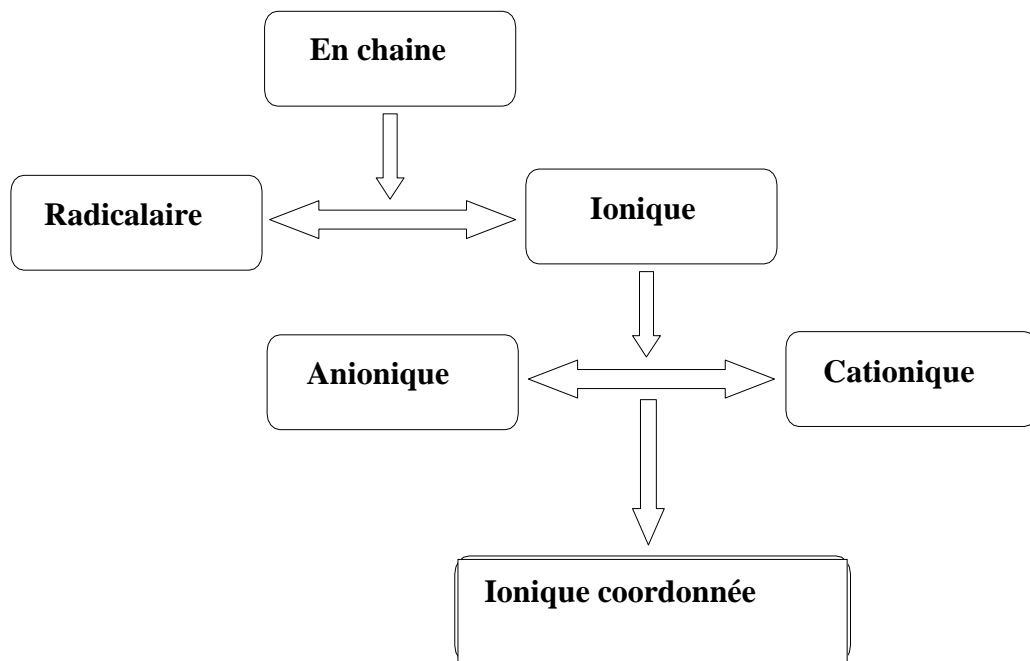 En chaine
Radicalaire
Ionique
Anionique
Cationique
Ionique coordonnée